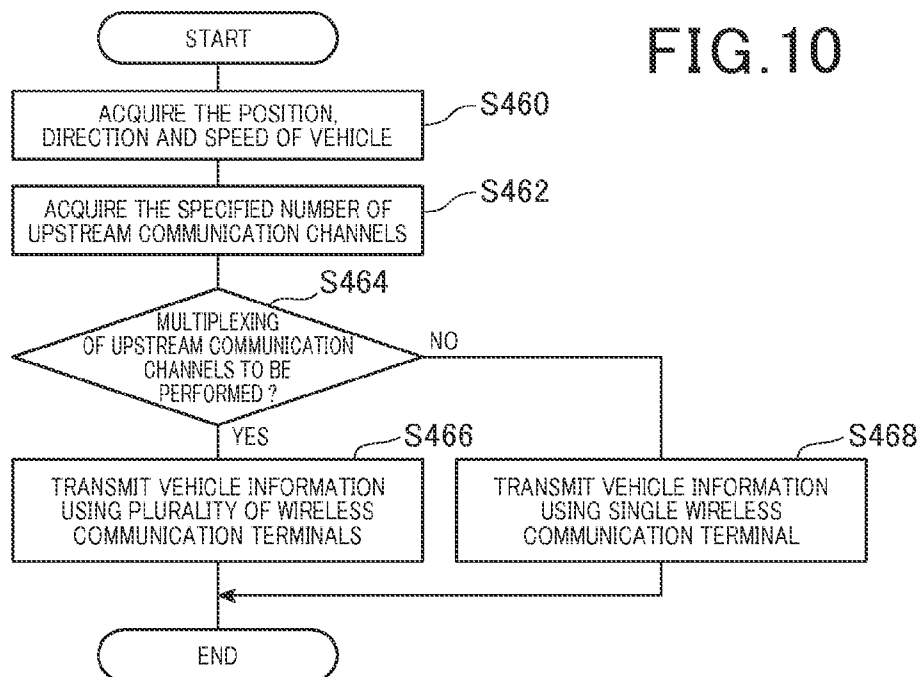 START
FIG.10
ACQUIRE THE POSITION,
DIRECTION AND SPEED OF VEHICLE
S460
ACQUIRE THE SPECIFIED NUMBER OF
UPSTREAM COMMUNICATION CHANNELS
S462
S464
MULTIPLEXING
OF UPSTREAM COMMUNICATION
CHANNELS TO BE
PERFORMED ?
NO
YES
S466
TRANSMIT VEHICLE INFORMATION
USING PLURALITY OF WIRELESS
COMMUNICATION TERMINALS
S468
TRANSMIT VEHICLE INFORMATION
USING SINGLE WIRELESS
COMMUNICATION TERMINAL
END